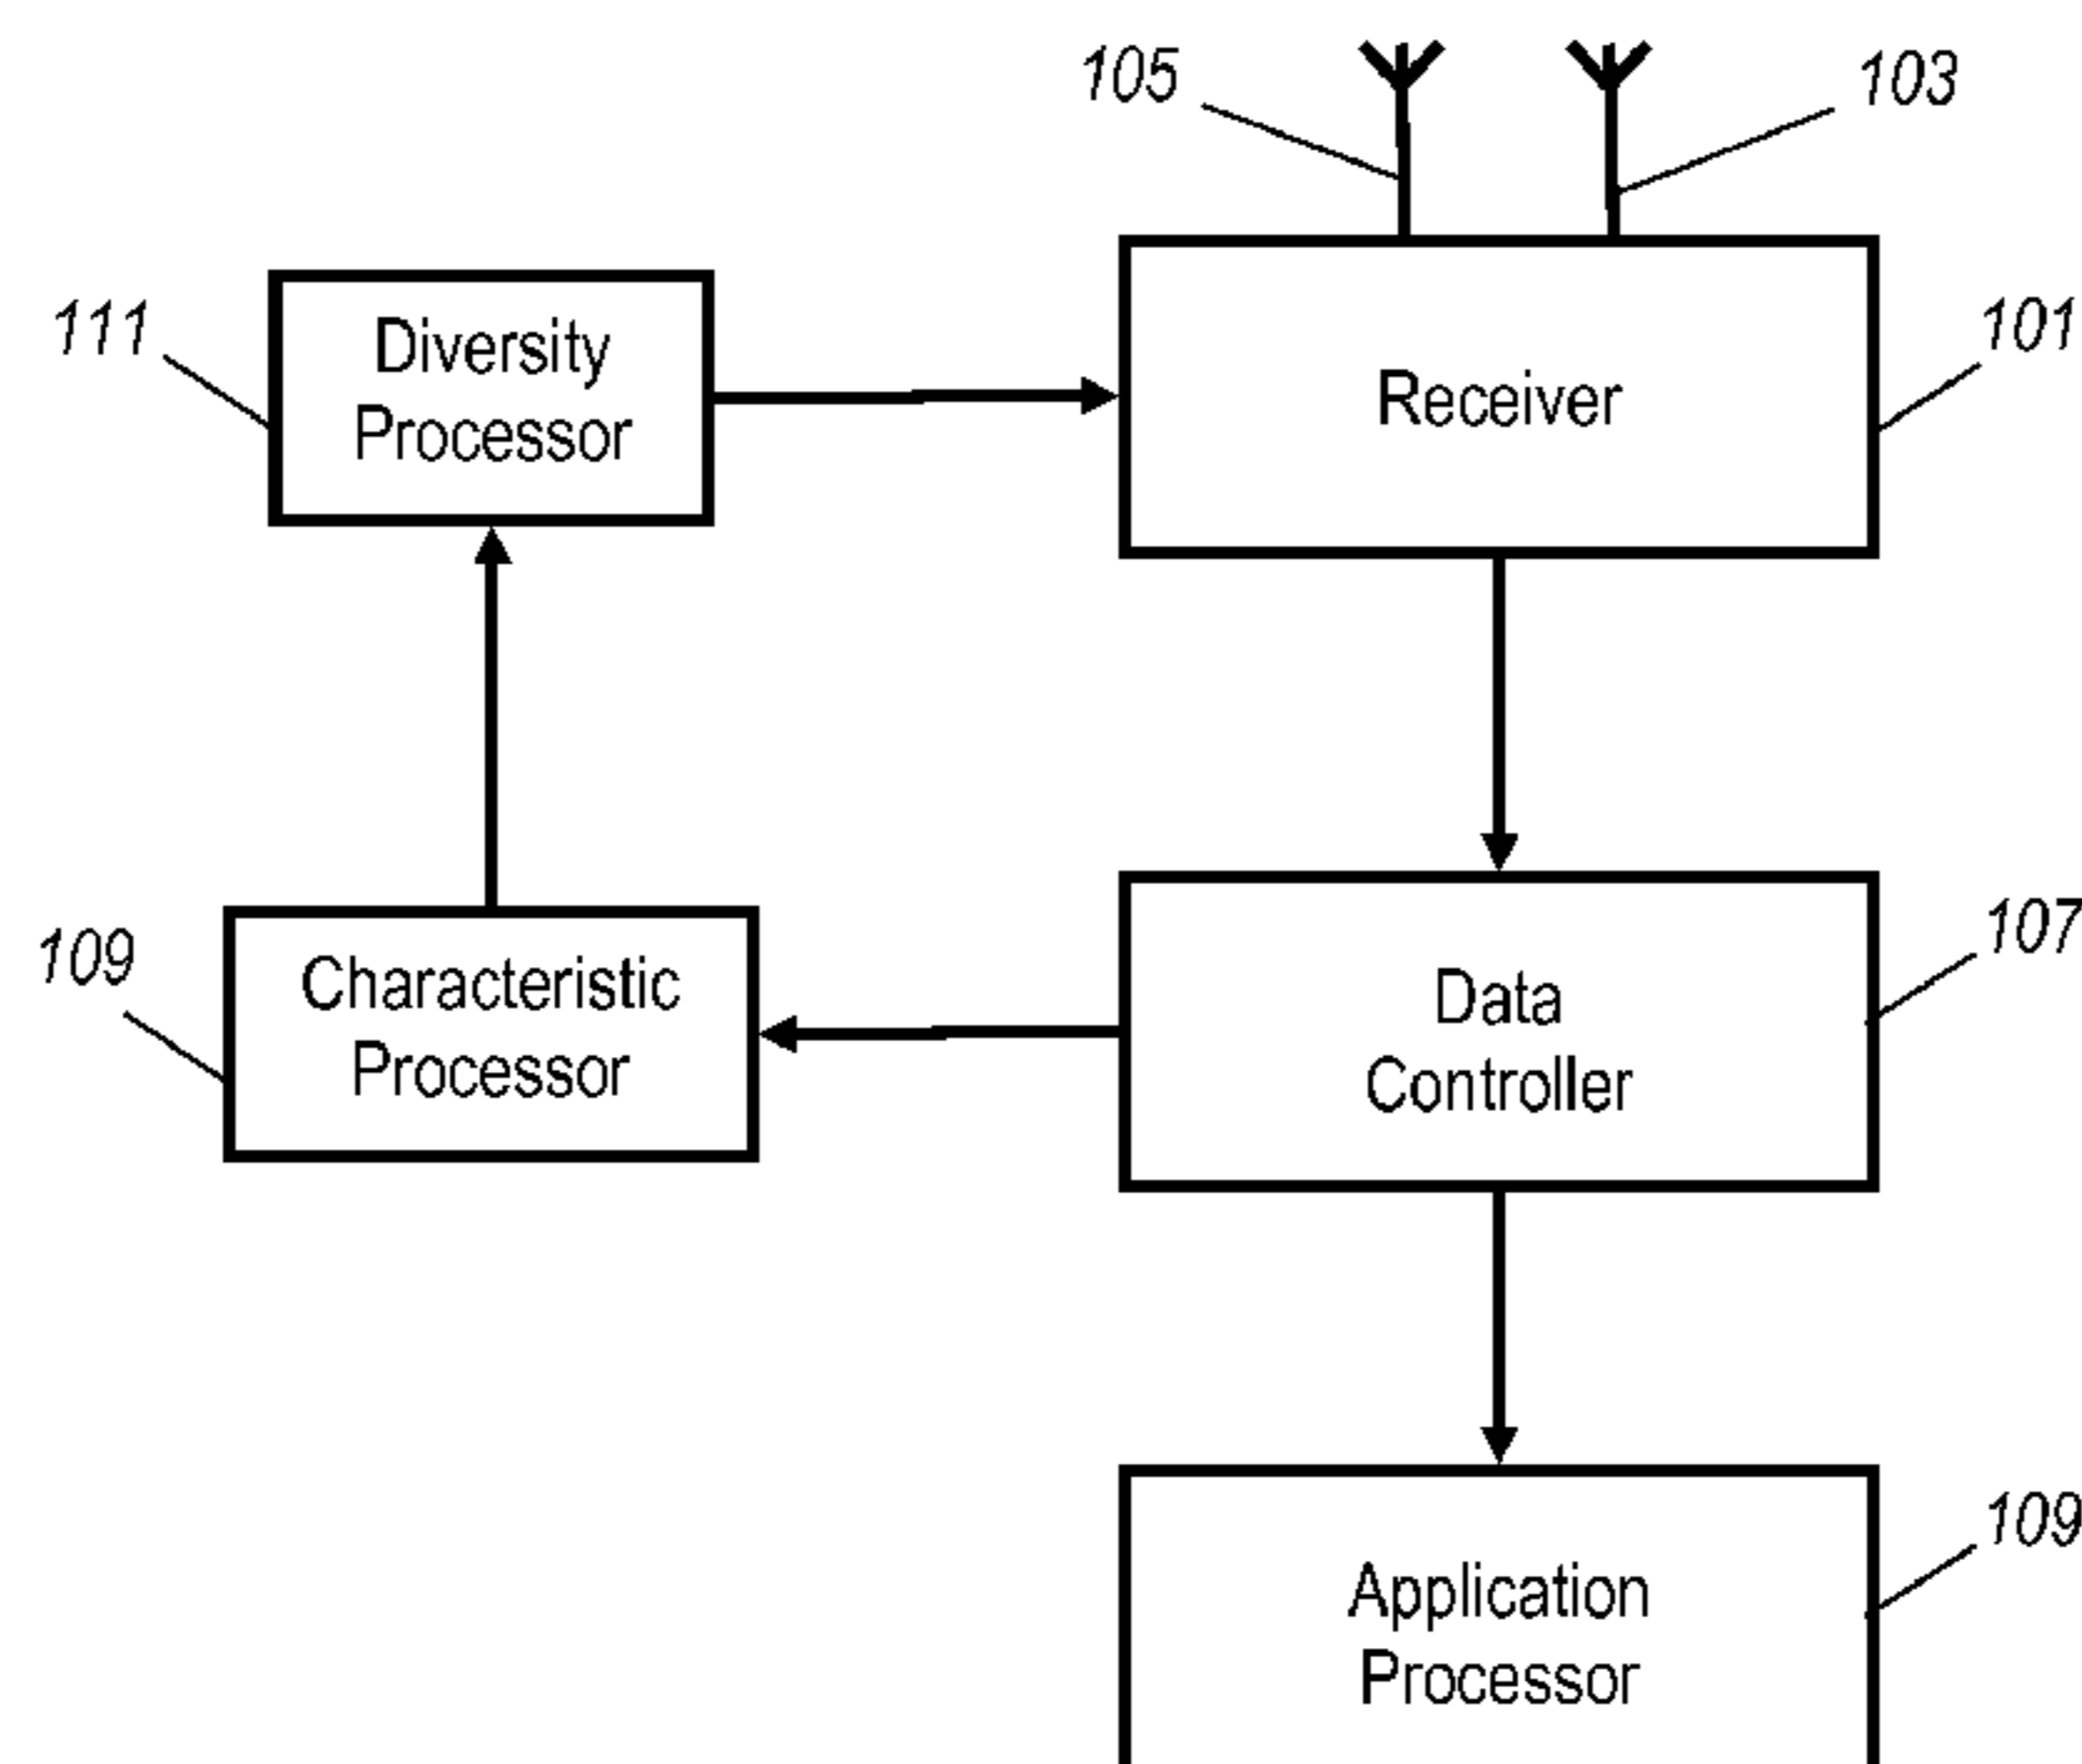 105
103
111
Diversity
Processor
Receiver
101
109
Characteristic
Processor
Data
Controller
107
Application
Processor
109